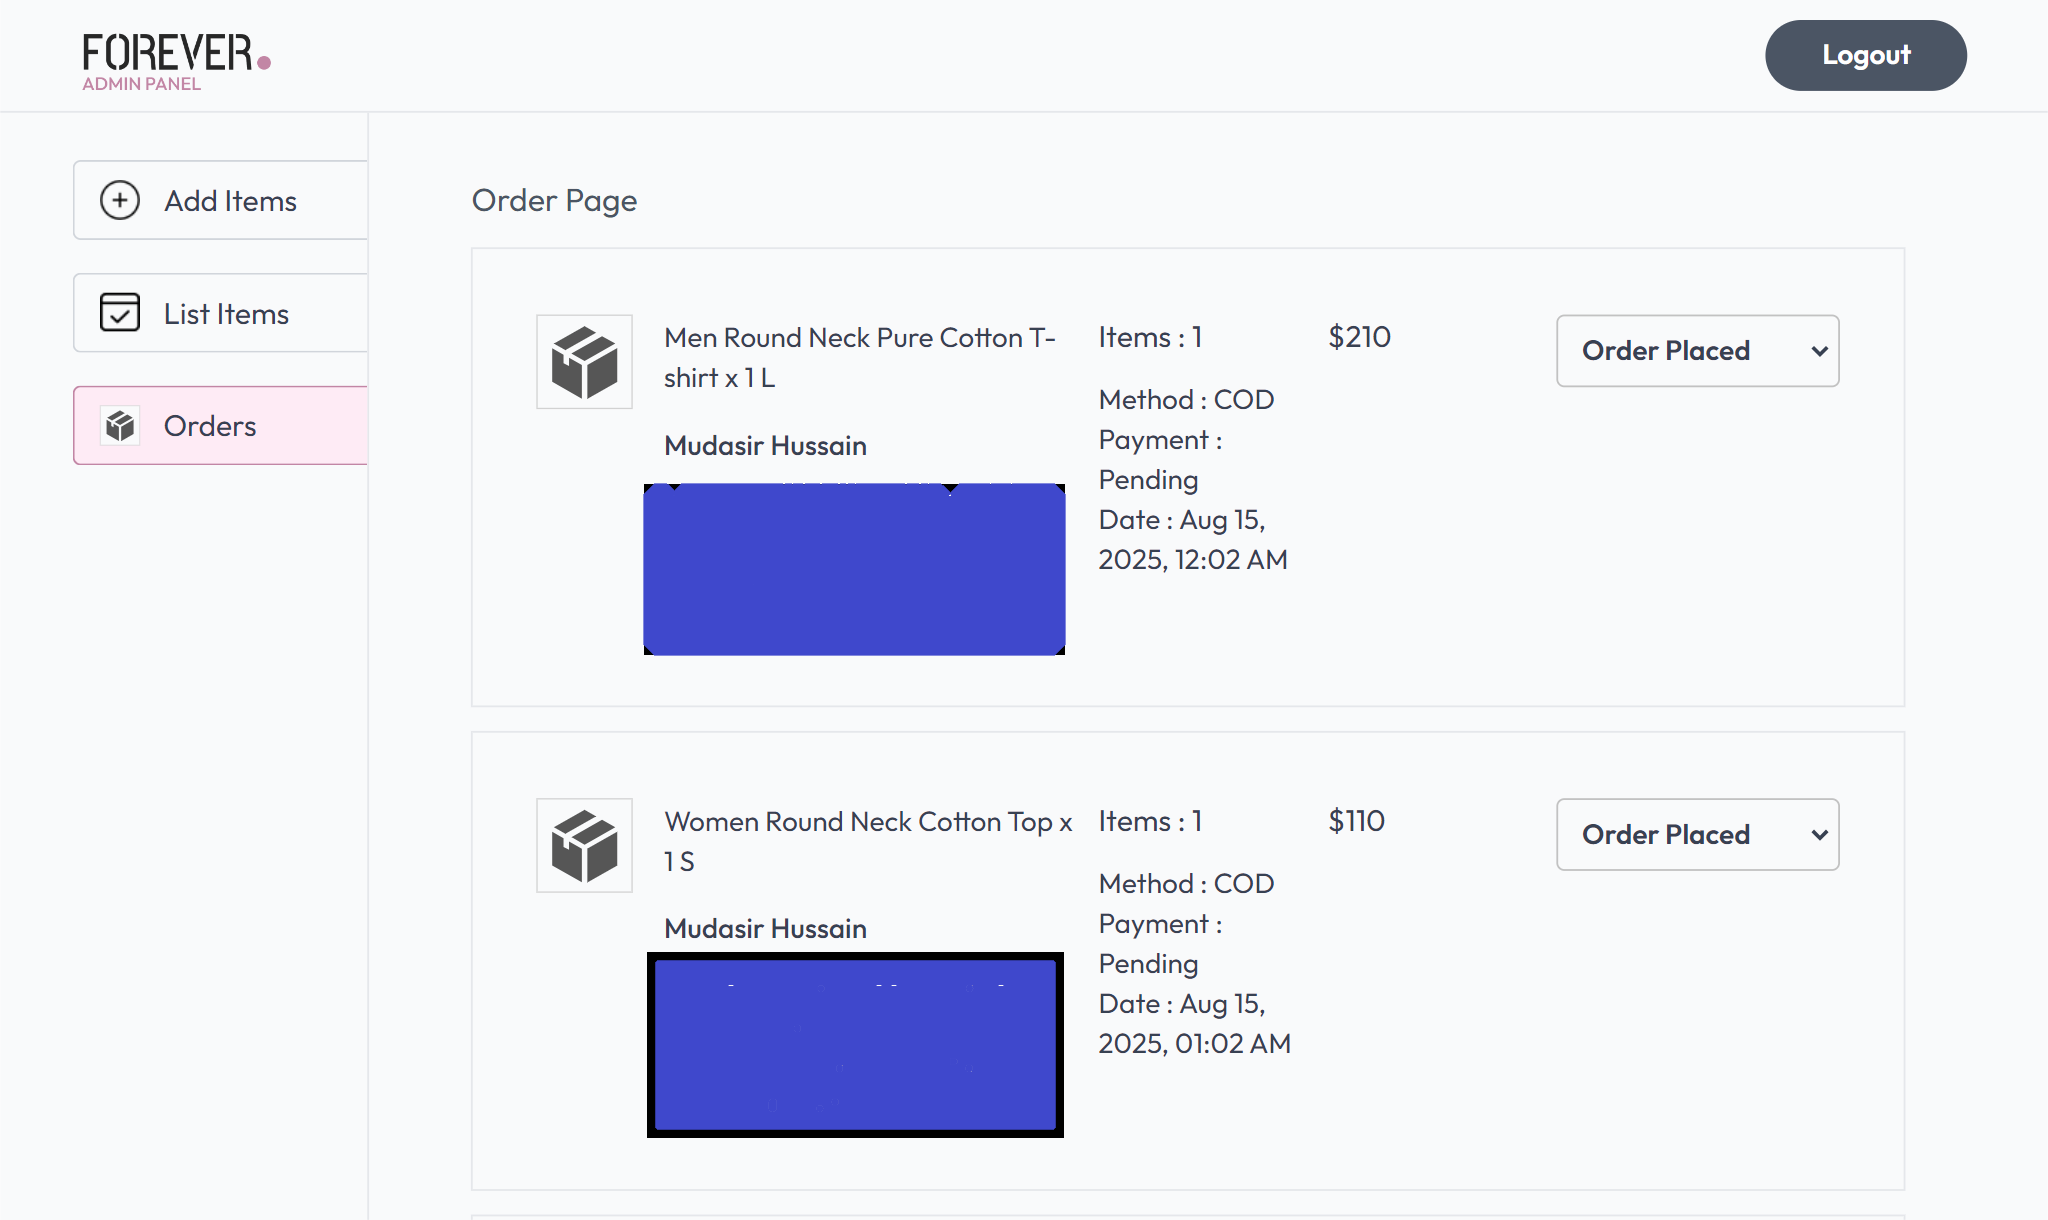 FOREVER.
ADMIN PANEL
Logout
Add Items
List Items
Orders
Order Page
Men Round Neck Pure Cotton T-
shirt x 1 L
Mudasir Hussain
Items : 1
Method : COD
Payment :
Pending
Date : Aug 15,
2025, 12:02 AM
$210
Order Placed
Women Round Neck Cotton Top x
1 S
Mudasir Hussain
Items : 1
Method : COD
Payment :
Pending
Date : Aug 15,
2025, 01:02 AM
$110
Order Placed